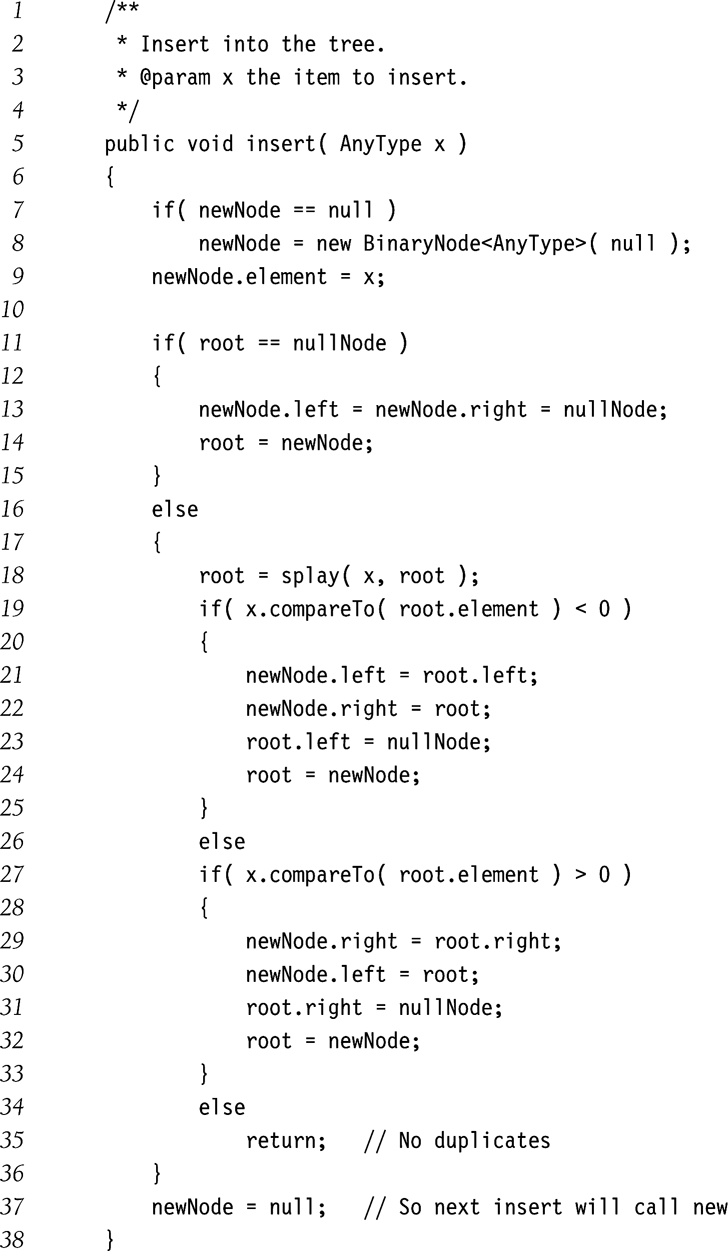 1 /**
2  * Insert into the tree.
3  * @param x the item to insert.
4  */
5 public void insert( AnyType x )
6 {
7     if( newNode == null )
8         newNode = new BinaryNode<AnyType>( null );
9     newNode.element = x;
10
11     if( root == nullNode )
12     {
13         newNode.left = newNode.right = nullNode;
14         root = newNode;
15     }
16     else
17     {
18         root = splay( x, root );
19         if( x.compareTo( root.element ) < 0 )
20         {
21             newNode.left = root.left;
22             newNode.right = root;
23             root.left = nullNode;
24             root = newNode;
25         }
26         else
27         if( x.compareTo( root.element ) > 0 )
28         {
29             newNode.right = root.right;
30             newNode.left = root;
31             root.right = nullNode;
32             root = newNode;
33         }
34         else
35             return;   // No duplicates
36     }
37     newNode = null;   // So next insert will call new
38 }